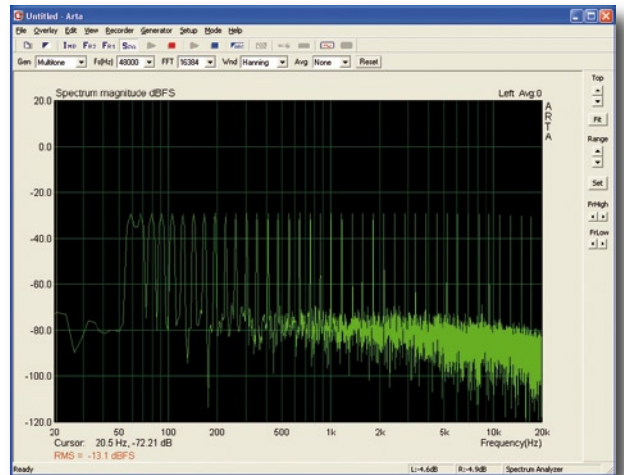 Untitled - Arta
File Overlay Edit View Recorder Generator Setup Mode Help
Imp Fr2 Fr1 Spa
Gen Multitone Fs(Hz) 48000 FFT 16384 Wnd Hanning Avg None Reset
Spectrum magnitude dBFS Left Avg:0
A
R
T
A
20.0
0.0
-20.0
-40.0
-60.0
-80.0
-100.0
-120.0
20 50 100 200 500 1k 2k 5k 10k 20k
Cursor: 20.5 Hz, -72.21 dB Frequency(Hz)
RMS = -13.1 dBFS
Top
Fit
Range
Set
FrHigh
FrLow
Ready L:-4.6dB R:-4.9dB Spectrum Analyzer